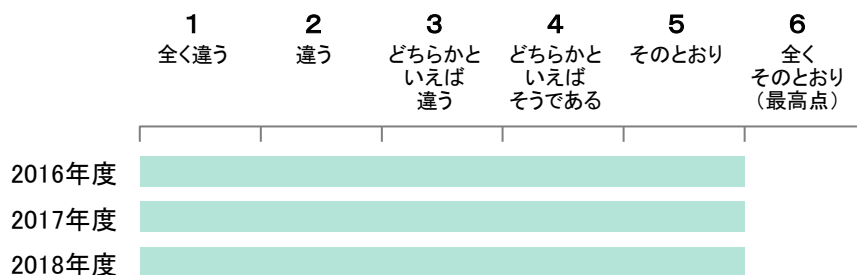 1 2 3 4 5 6
全く違う 違う どちらかと どちらかと そのとおり 全く
いえば いえば そのとおり
違う そうである （最高点）
2016年度
2017年度
2018年度